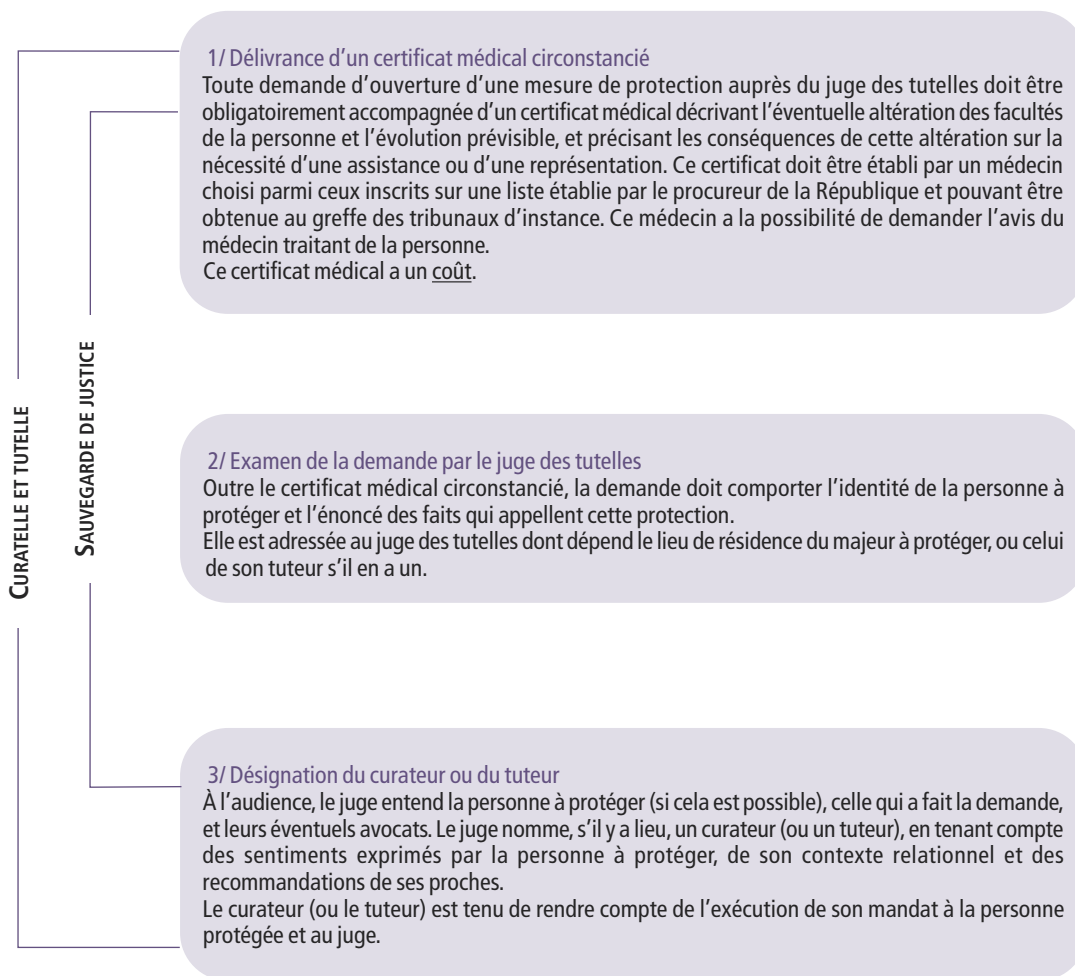 1/ Délivrance d’un certificat médical circonstancié
Toute demande d’ouverture d’une mesure de protection auprès du juge des tutelles doit être
obligatoirement accompagnée d’un certificat médical décrivant l’éventuelle altération des facultés
de la personne et l’évolution prévisible, et précisant les conséquences de cette altération sur la
nécessité d’une assistance ou d’une représentation. Ce certificat doit être établi par un médecin
choisi parmi ceux inscrits sur une liste établie par le procureur de la République et pouvant être
obtenue au greffe des tribunaux d’instance. Ce médecin a la possibilité de demander l’avis du
médecin traitant de la personne.
Ce certificat médical a un coût.
CURATELLE ET TUTELLE
SAUVEGARDE DE JUSTICE
2/ Examen de la demande par le juge des tutelles
Outre le certificat médical circonstancié, la demande doit comporter l’identité de la personne à
protéger et l’énoncé des faits qui appellent cette protection.
Elle est adressée au juge des tutelles dont dépend le lieu de résidence du majeur à protéger, ou celui
de son tuteur s’il en a un.
3/ Désignation du curateur ou du tuteur
À l’audience, le juge entend la personne à protéger (si cela est possible), celle qui a fait la demande,
et leurs éventuels avocats. Le juge nomme, s’il y a lieu, un curateur (ou un tuteur), en tenant compte
des sentiments exprimés par la personne à protéger, de son contexte relationnel et des
recommandations de ses proches.
Le curateur (ou le tuteur) est tenu de rendre compte de l’exécution de son mandat à la personne
protégée et au juge.